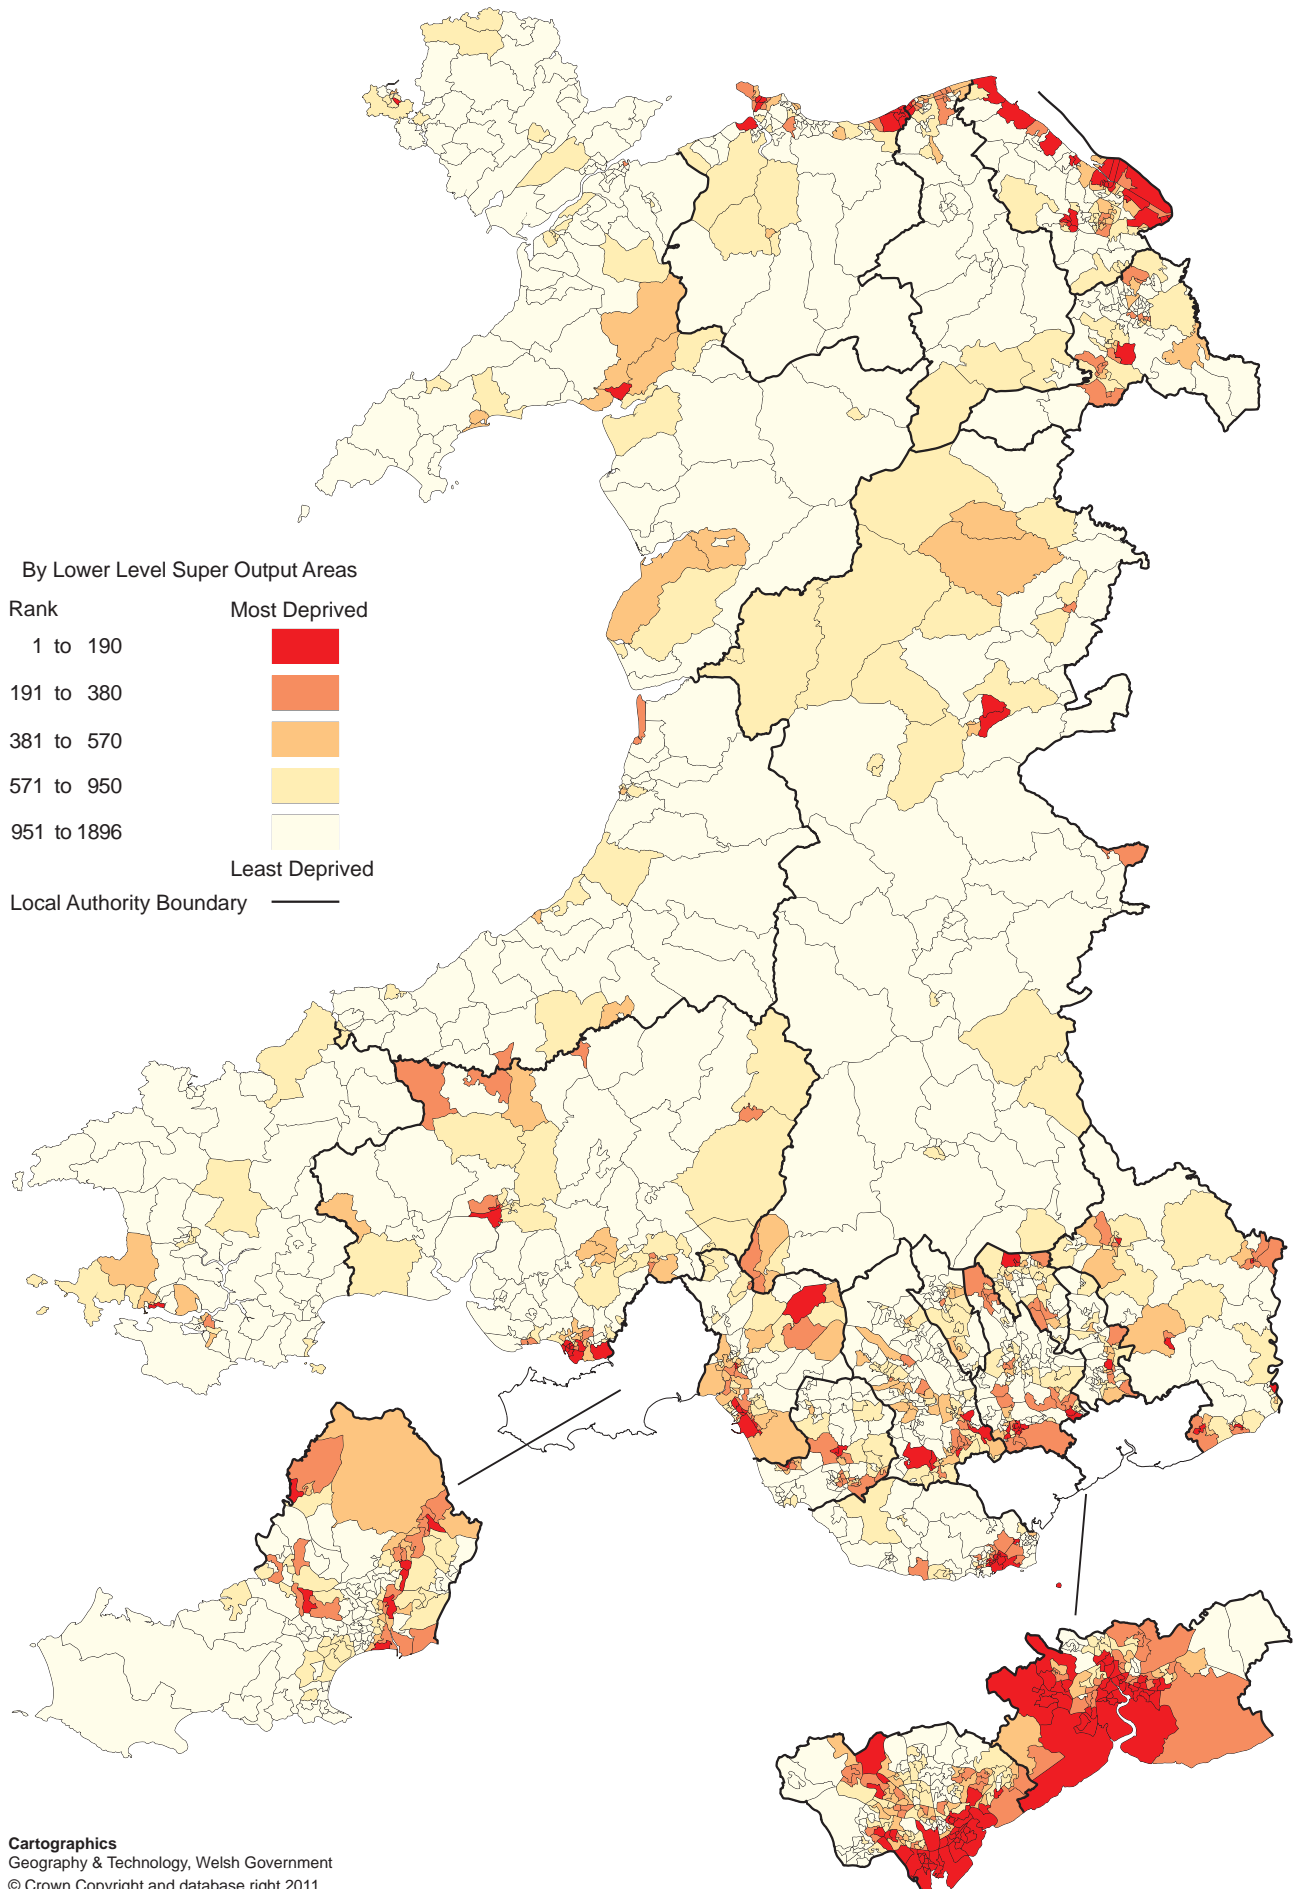 By Lower Level Super Output Areas
Rank Most Deprived
1 to 190
191 to 380
381 to 570
571 to 950
951 to 1896
Least Deprived
Local Authority Boundary
Cartographics
Geography & Technology, Welsh Government
© Crown Copyright and database right 2011